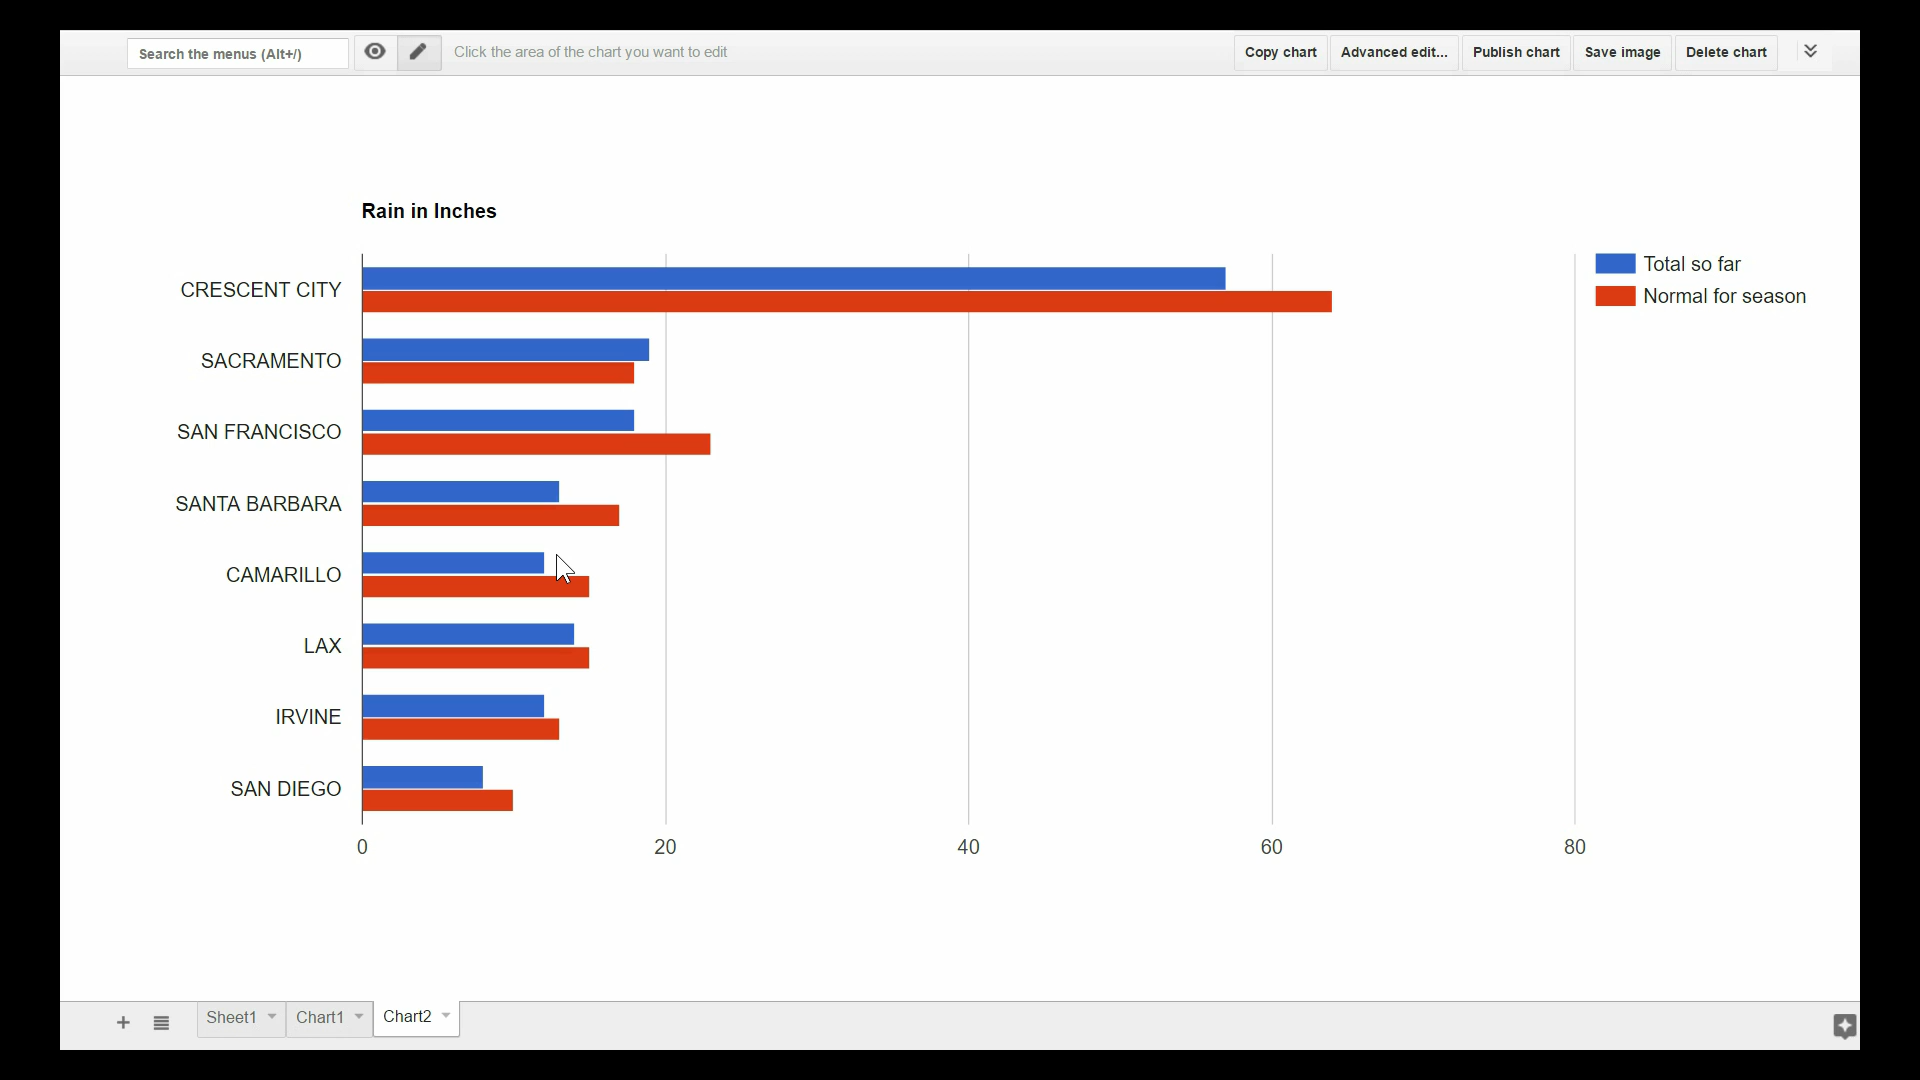 Search the menus (Alt+/)
Click the area of the chart you want to edit
Copy chart
Advanced edit...
Publish chart
Save image
Delete chart
Rain in Inches
Total so far
Normal for season
CRESCENT CITY
SACRAMENTO
SAN FRANCISCO
SANTA BARBARA
CAMARILLO
LAX
IRVINE
SAN DIEGO
0 20 40 60 80
Sheet1 Chart1 Chart2